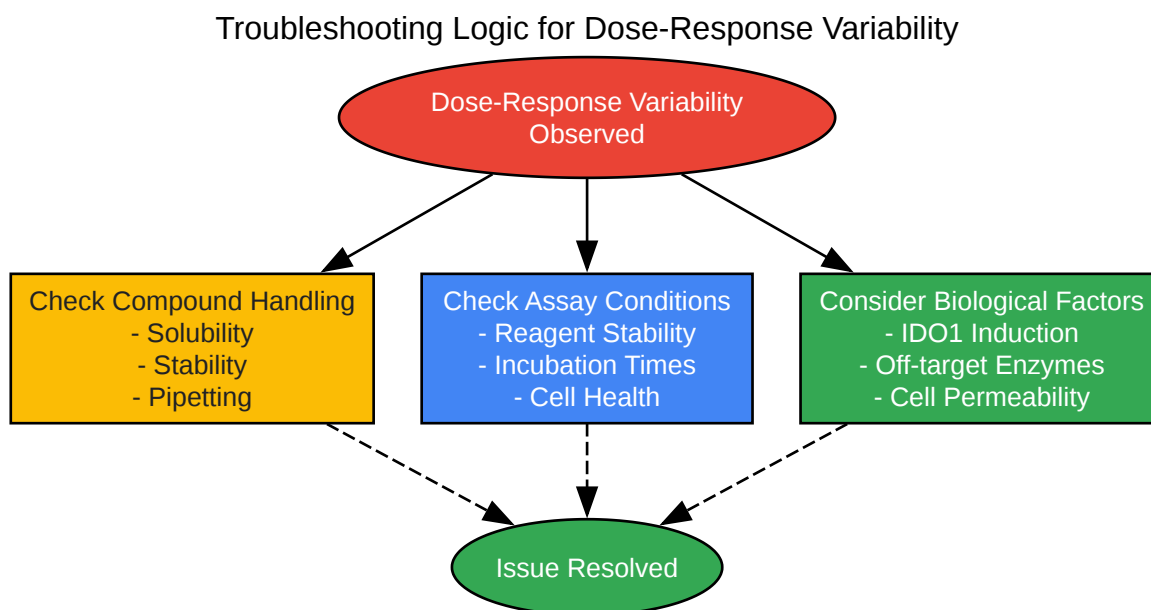 Troubleshooting Logic for Dose-Response Variability
Dose-Response Variability
Observed
Check Compound Handling
- Solubility
- Stability
- Pipetting
Check Assay Conditions
- Reagent Stability
- Incubation Times
- Cell Health
Consider Biological Factors
- IDO1 Induction
- Off-target Enzymes
- Cell Permeability
Issue Resolved